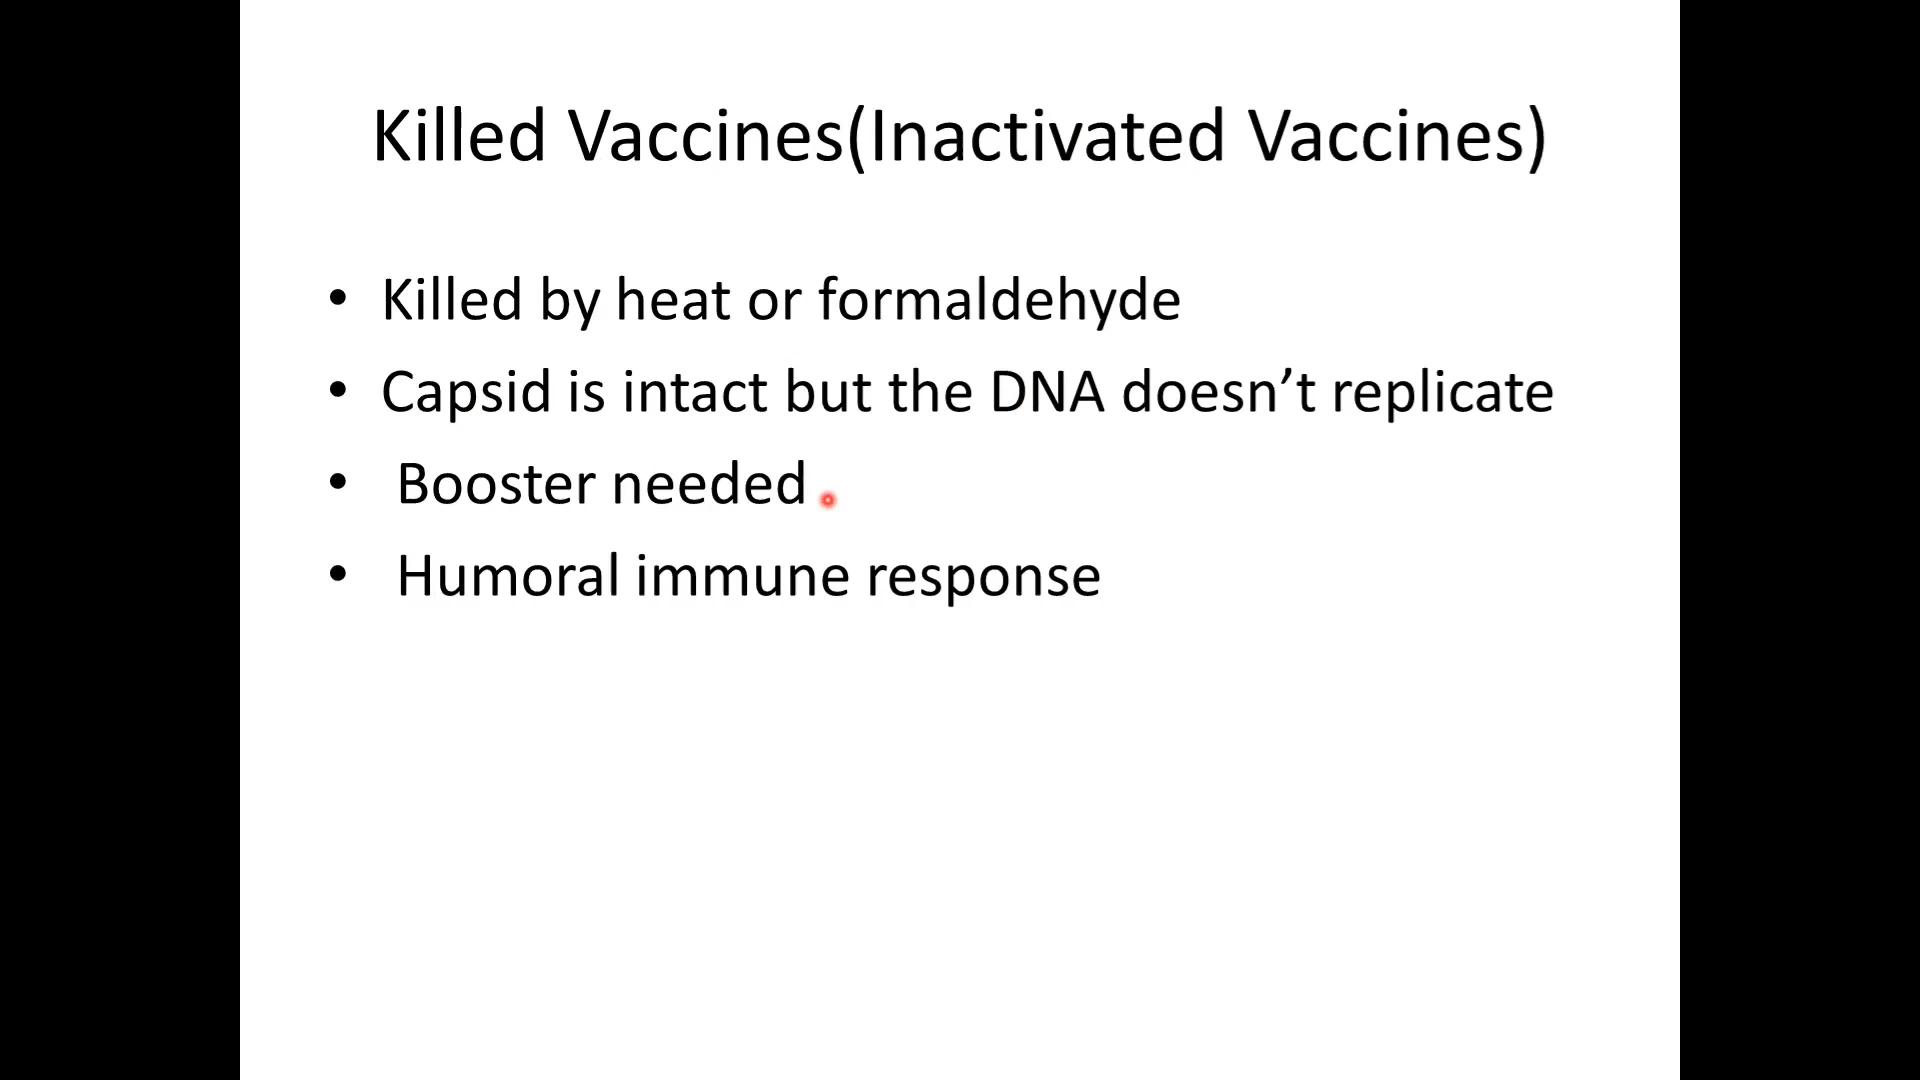 Killed Vaccines(Inactivated Vaccines)
• Killed by heat or formaldehyde
• Capsid is intact but the DNA doesn’t replicate
• Booster needed
• Humoral immune response